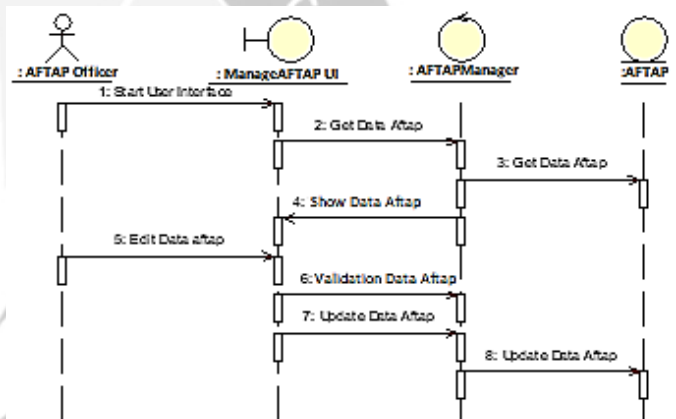 : AFTAP Officer
: ManageAFTAP UI
: AFTAPManager
:AFTAP
1: Start User Interface
2: Get Data Aftap
3: Get Data Aftap
4: Show Data Aftap
5: Edit Data aftap
6: Validation Data Aftap
7: Update Data Aftap
8: Update Data Aftap